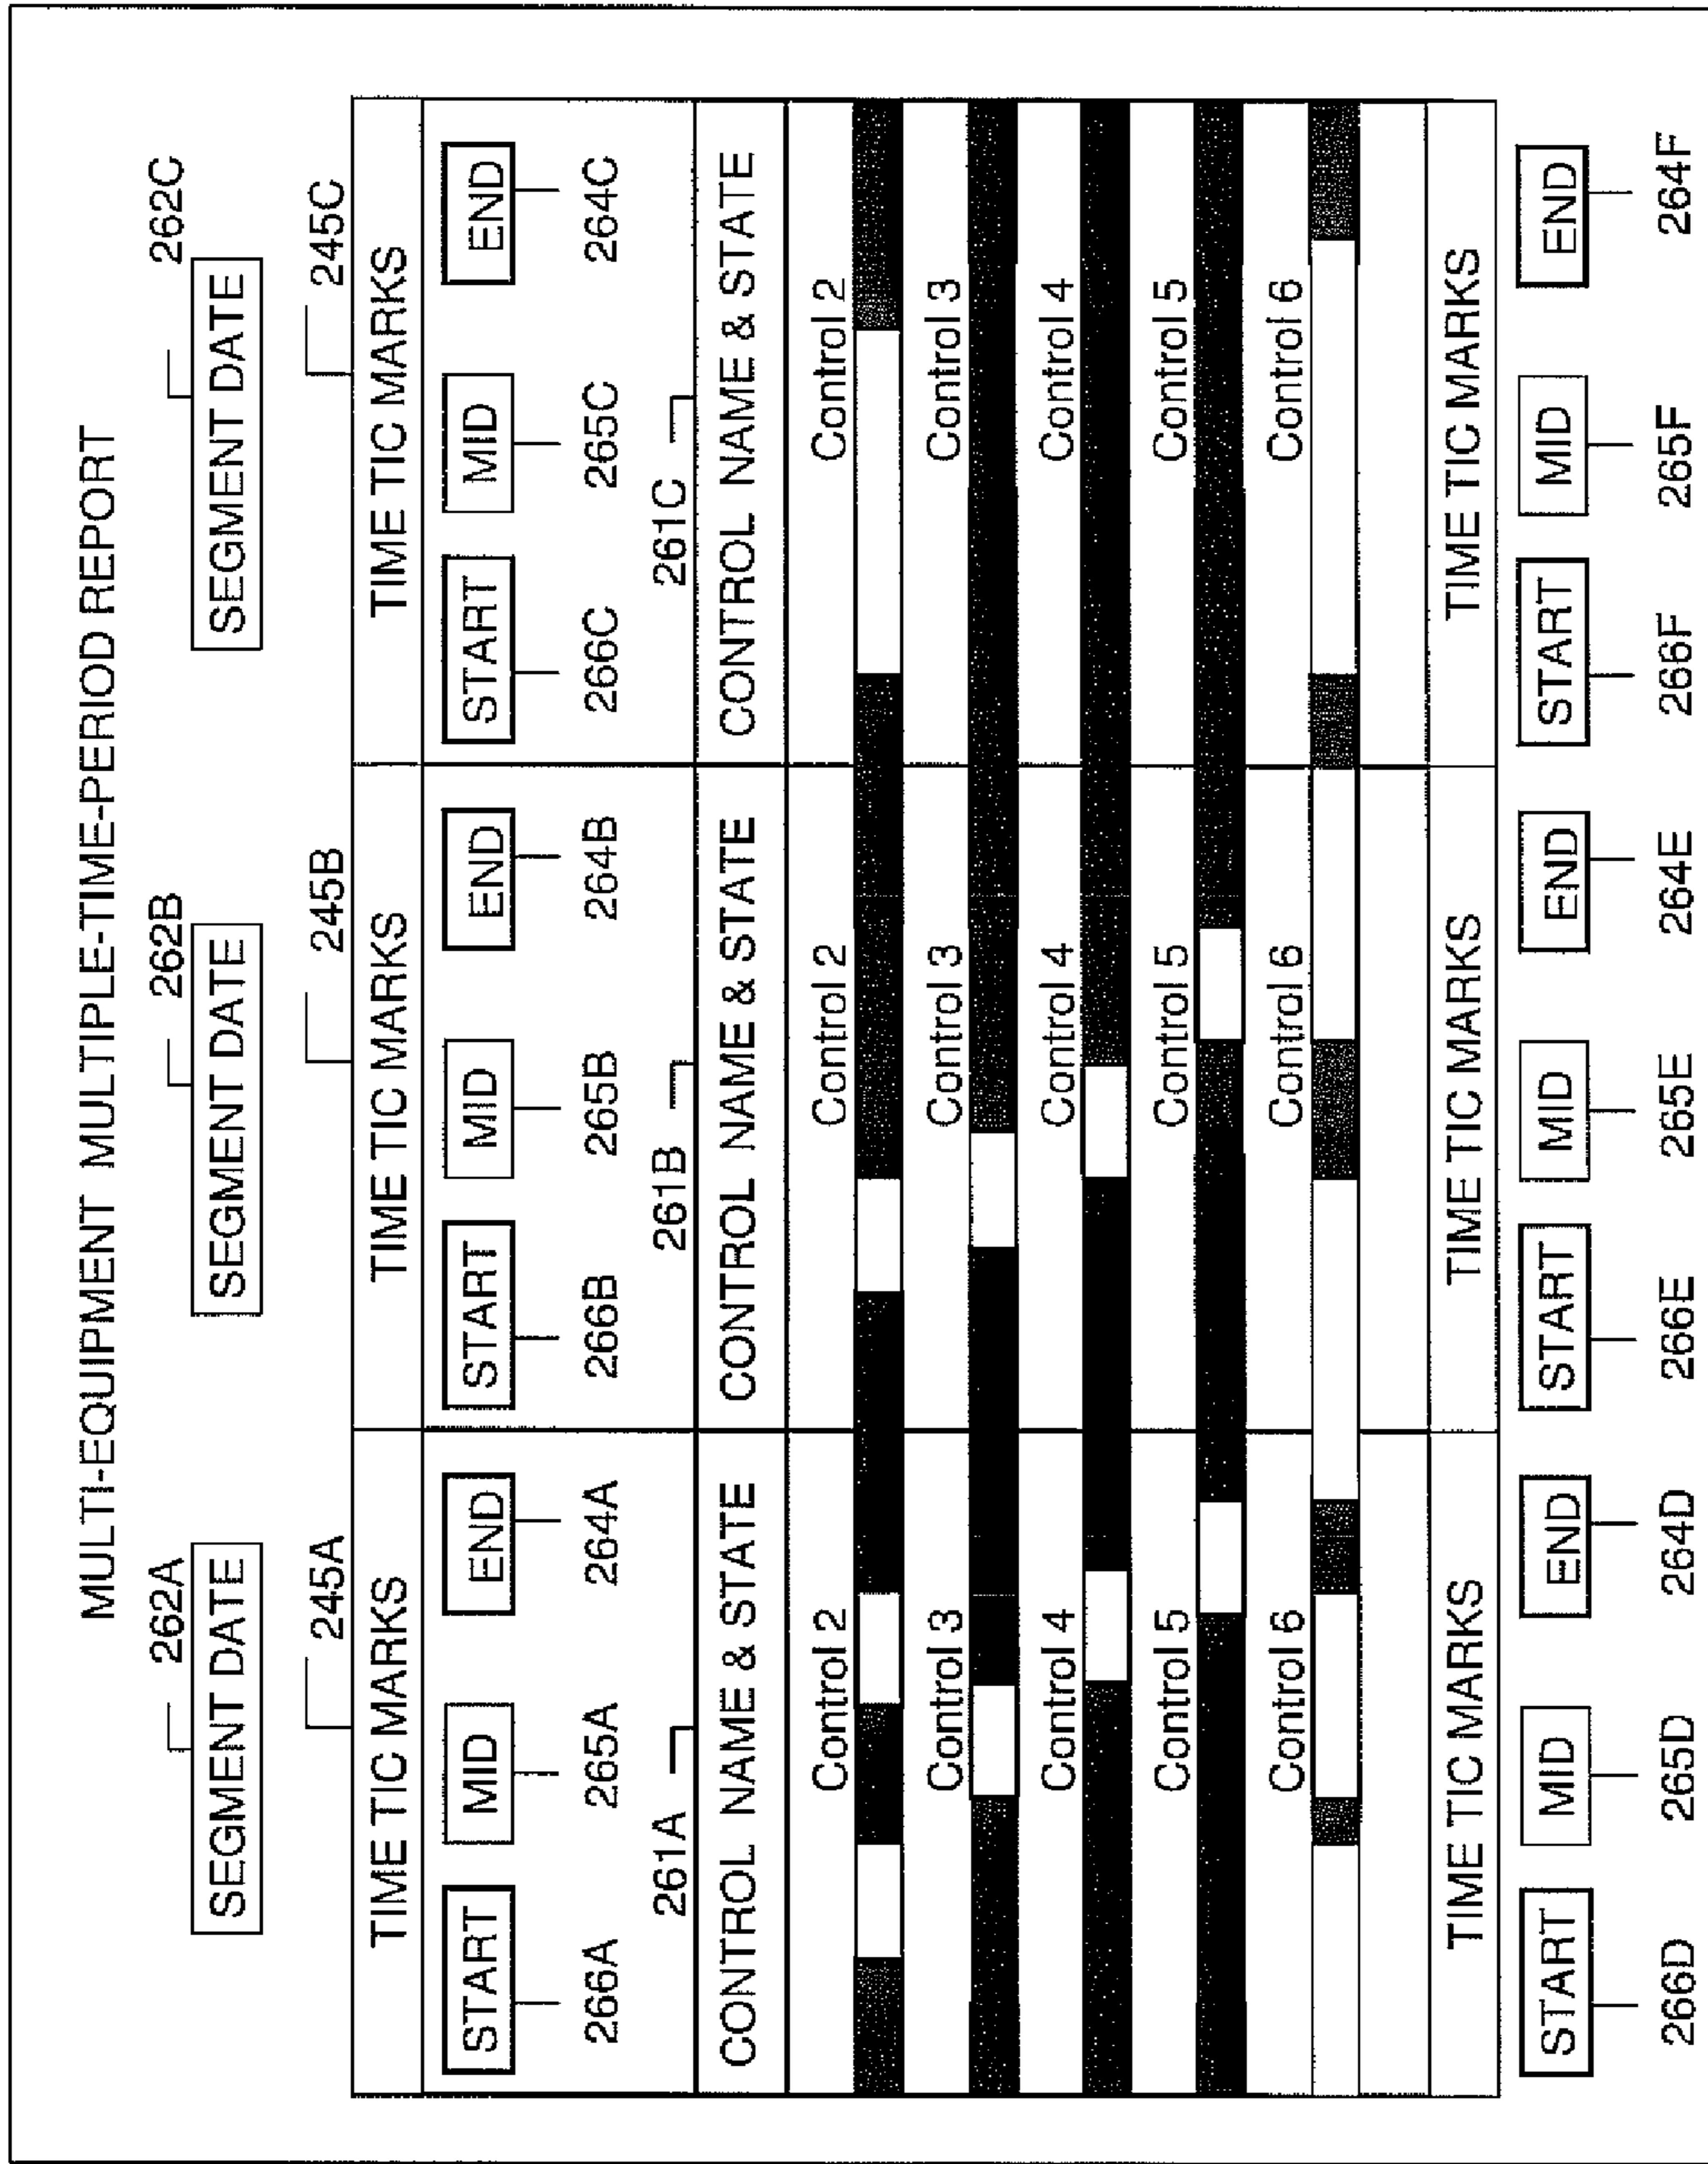 MULTI-EQUIPMENT MULTIPLE-TIME-PERIOD REPORT
262A 262B 262C
SEGMENT DATE SEGMENT DATE SEGMENT DATE
245A 245B 245C
TIME TIC MARKS TIME TIC MARKS TIME TIC MARKS
START MID END START MID END START MID END
266A 265A 264A 266B 265B 264B 266C 265C 264C
261A 261B 261C
CONTROL NAME & STATE CONTROL NAME & STATE CONTROL NAME & STATE
Control 2 Control 2 Control 2
Control 3 Control 3 Control 3
Control 4 Control 4 Control 4
Control 5 Control 5 Control 5
Control 6 Control 6 Control 6
TIME TIC MARKS TIME TIC MARKS TIME TIC MARKS
START MID END START MID END START MID END
266D 265D 264D 266E 265E 264E 266F 265F 264F